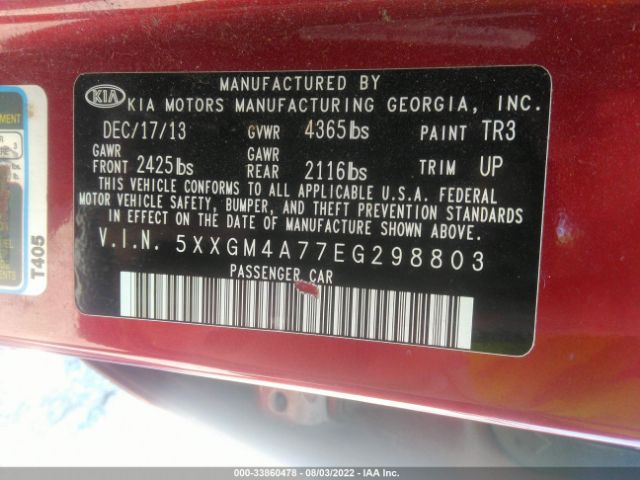 MANUFACTURED BY
KIA KIA MOTORS MANUFACTURING GEORGIA, INC.
DEC/17/13 GVWR 4365lbs PAINT TR3
GAWR FRONT 2425lbs GAWR REAR 2116lbs TRIM UP
THIS VEHICLE CONFORMS TO ALL APPLICABLE U.S.A. FEDERAL
MOTOR VEHICLE SAFETY, BUMPER, AND THEFT PREVENTION STANDARDS
IN EFFECT ON THE DATE OF MANUFACTURE SHOWN ABOVE.
V.I.N. 5XXGM4A77EG298803
PASSENGER CAR
T405
000-33860478 - 08/03/2022 - IAA Inc.